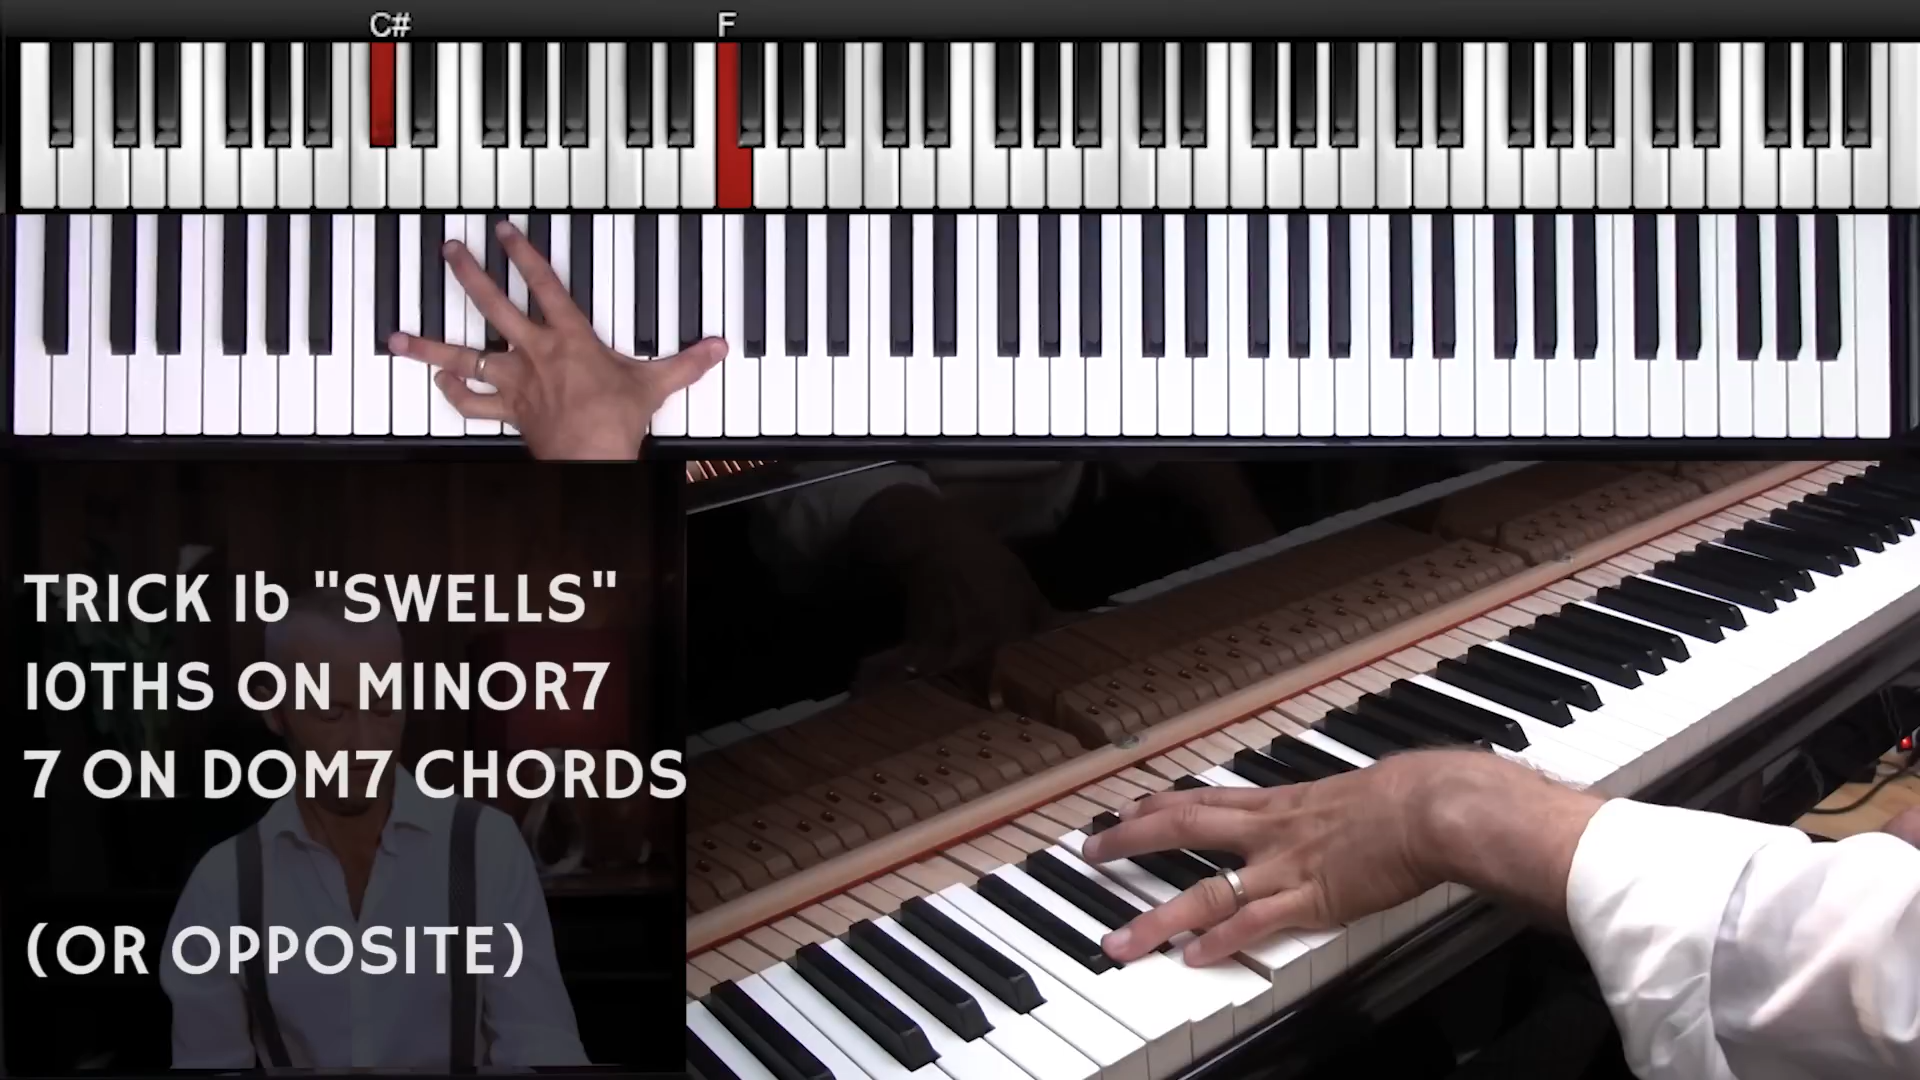 C# F
TRICK 1b "SWELLS"
10THS ON MINOR7
7 ON DOM7 CHORDS
(OR OPPOSITE)